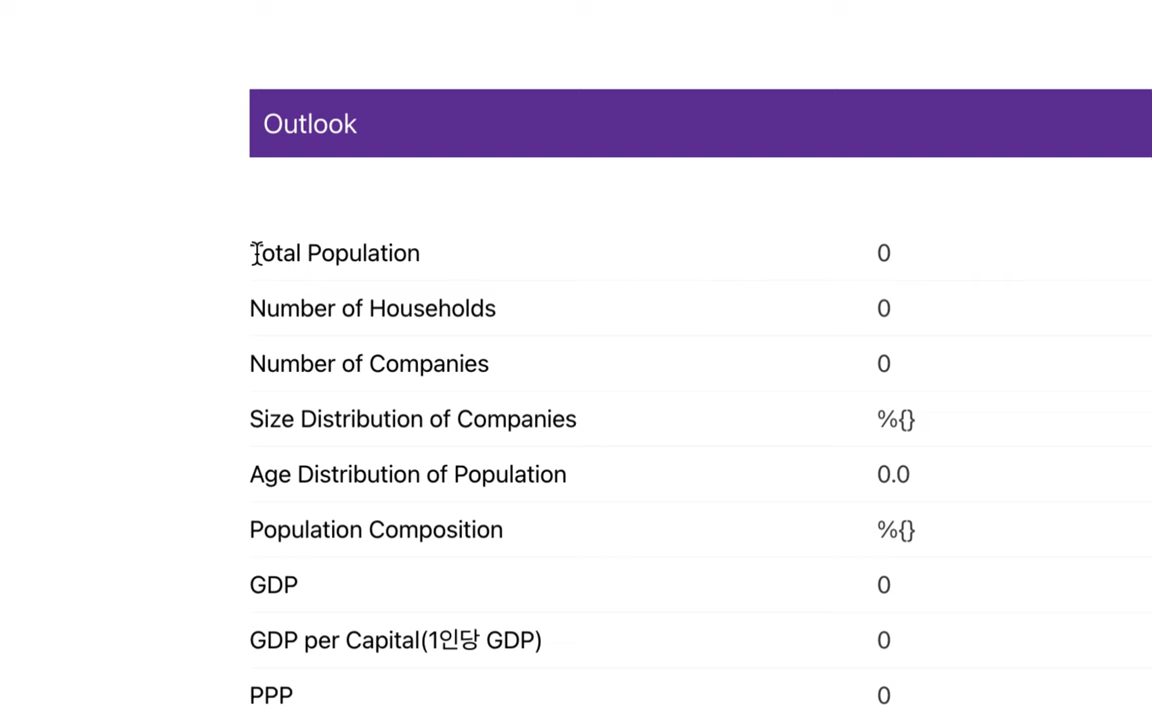 Outlook
Total Population 0
Number of Households 0
Number of Companies 0
Size Distribution of Companies %{}
Age Distribution of Population 0.0
Population Composition %{}
GDP 0
GDP per Capital(1인당 GDP) 0
PPP 0